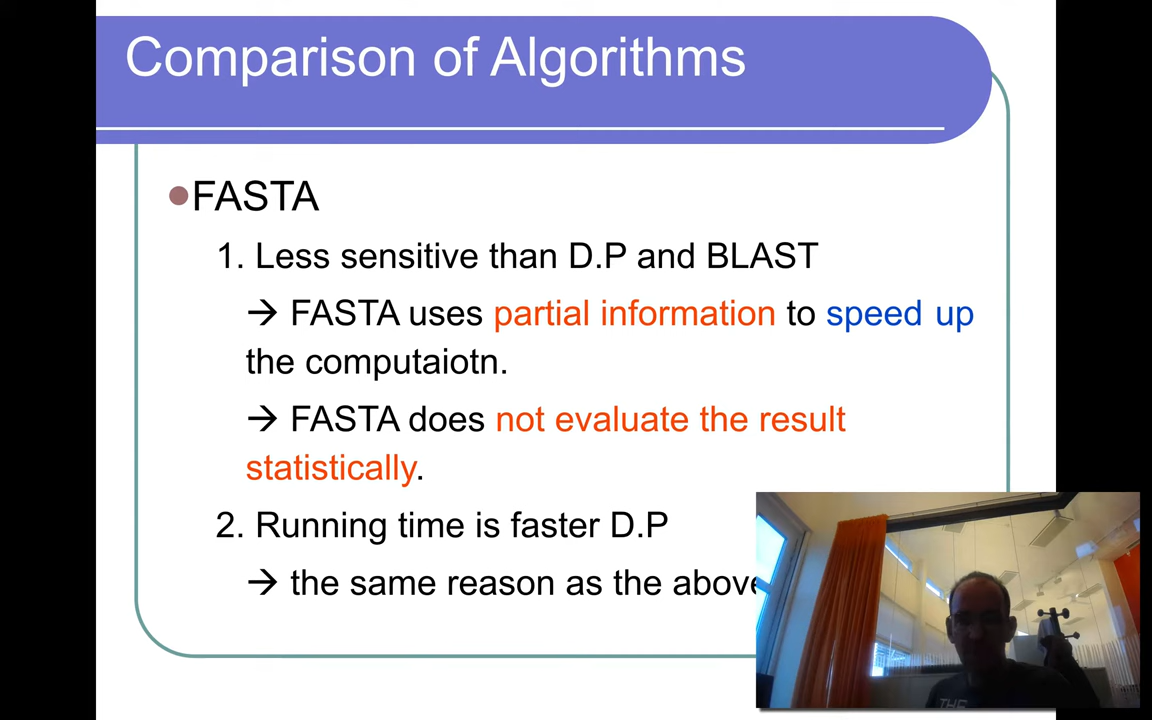 Comparison of Algorithms
●FASTA
1. Less sensitive than D.P and BLAST
→ FASTA uses partial information to speed up
the computaiotn.
→ FASTA does not evaluate the result
statistically.
2. Running time is faster D.P
→ the same reason as the above
THE